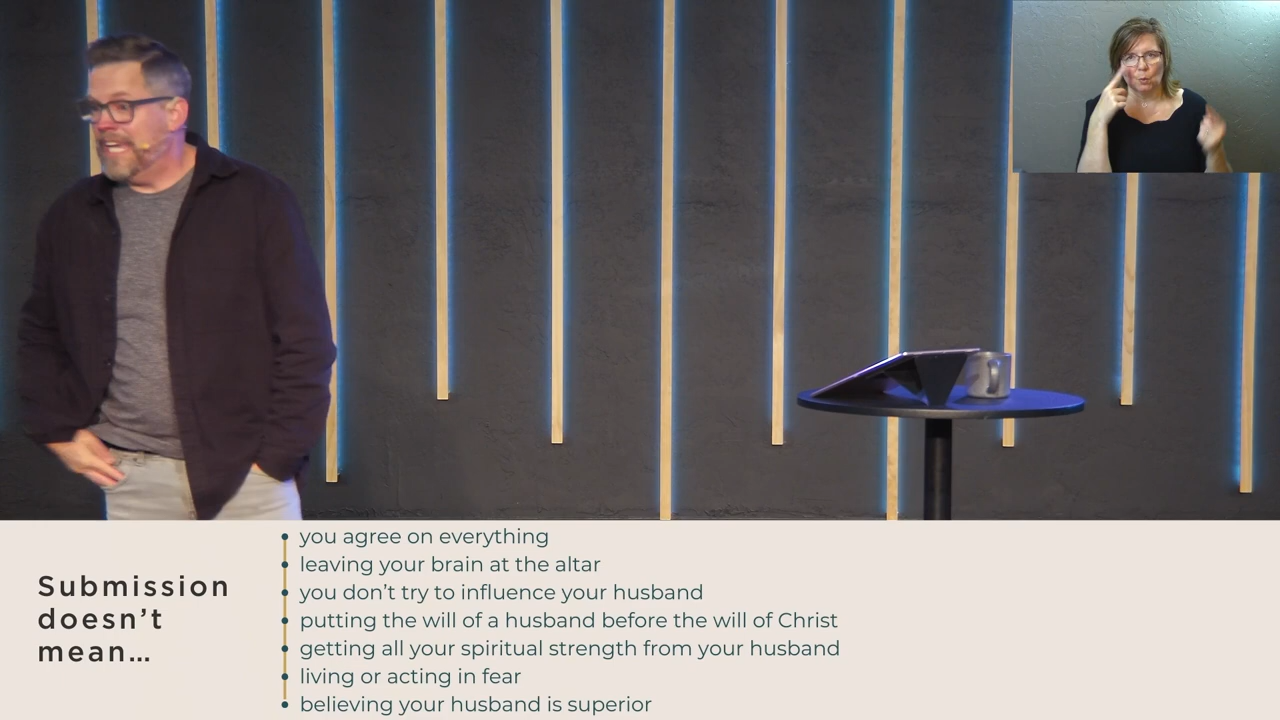 Submission
doesn't
mean…
you agree on everything
leaving your brain at the altar
you don't try to influence your husband
putting the will of a husband before the will of Christ
getting all your spiritual strength from your husband
living or acting in fear
believing your husband is superior